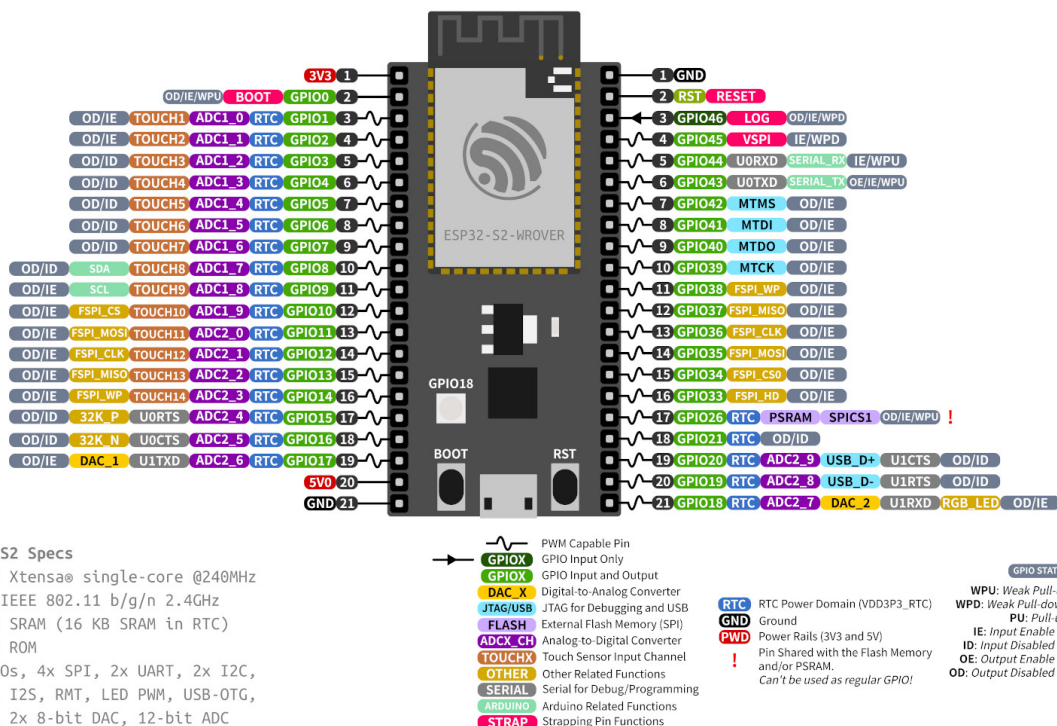 3V3 1
OD/IE/WPU BOOT GPIO0 2
OD/IE TOUCH1 ADC1_0 RTC GPIO1 3
OD/IE TOUCH2 ADC1_1 RTC GPIO2 4
OD/ID TOUCH3 ADC1_2 RTC GPIO3 5
OD/ID TOUCH4 ADC1_3 RTC GPIO4 6
OD/ID TOUCH5 ADC1_4 RTC GPIO5 7
OD/ID TOUCH6 ADC1_5 RTC GPIO6 8
OD/ID TOUCH7 ADC1_6 RTC GPIO7 9
OD/ID SDA TOUCH8 ADC1_7 RTC GPIO8 10
OD/IE SCL TOUCH9 ADC1_8 RTC GPIO9 11
OD/IE FSPI_CS TOUCH10 ADC1_9 RTC GPIO10 12
OD/IE FSPI_MOSI TOUCH11 ADC2_0 RTC GPIO11 13
OD/IE FSPI_CLK TOUCH12 ADC2_1 RTC GPIO12 14
OD/IE FSPI_MISO TOUCH13 ADC2_2 RTC GPIO13 15
OD/IE FSPI_WP TOUCH14 ADC2_3 RTC GPIO14 16
OD/ID 32K_P U0RTS ADC2_4 RTC GPIO15 17
OD/ID 32K_N U0CTS ADC2_5 RTC GPIO16 18
OD/IE DAC_1 U1TXD ADC2_6 RTC GPIO17 19
5V0 20
GND 21
ESP32-S2-WROVER
GPIO18
BOOT
RST
1 GND
2 RST RESET
3 GPIO46 LOG OD/IE/WPD
4 GPIO45 VSPI IE/WPD
5 GPIO44 U0RXD SERIAL_RX IE/WPU
6 GPIO43 U0TXD SERIAL_TX OE/IE/WPU
7 GPIO42 MTMS OD/IE
8 GPIO41 MTDI OD/IE
9 GPIO40 MTDO OD/IE
10 GPIO39 MTCK OD/IE
11 GPIO38 FSPI_WP OD/IE
12 GPIO37 FSPI_MISO OD/IE
13 GPIO36 FSPI_CLK OD/IE
14 GPIO35 FSPI_MOSI OD/IE
15 GPIO34 FSPI_CS0 OD/IE
16 GPIO33 FSPI_HD OD/IE
17 GPIO26 RTC PSRAM SPICS1 OD/IE/WPU !
18 GPIO21 RTC OD/ID
19 GPIO20 RTC ADC2_9 USB_D+ U1CTS OD/ID
20 GPIO19 RTC ADC2_8 USB_D- U1RTS OD/ID
21 GPIO18 RTC ADC2_7 DAC_2 U1RXD RGB_LED OD/IE
S2 Specs
Xtensa® single-core @240MHz
IEEE 802.11 b/g/n 2.4GHz
SRAM (16 KB SRAM in RTC)
ROM
Os, 4x SPI, 2x UART, 2x I2C,
I2S, RMT, LED PWM, USB-OTG,
2x 8-bit DAC, 12-bit ADC
PWM Capable Pin
GPIOX GPIO Input Only
GPIOX GPIO Input and Output
DAC_X Digital-to-Analog Converter
JTAG/USB JTAG for Debugging and USB
FLASH External Flash Memory (SPI)
ADCX_CH Analog-to-Digital Converter
TOUCHX Touch Sensor Input Channel
OTHER Other Related Functions
SERIAL Serial for Debug/Programming
ARDUINO Arduino Related Functions
STRAP Strapping Pin Functions
RTC RTC Power Domain (VDD3P3_RTC)
GND Ground
PWD Power Rails (3V3 and 5V)
! Pin Shared with the Flash Memory
and/or PSRAM.
Can't be used as regular GPIO!
GPIO STAT
WPU: Weak Pull-
WPD: Weak Pull-dow
PU: Pull-u
IE: Input Enable
ID: Input Disabled
OE: Output Enable
OD: Output Disabled